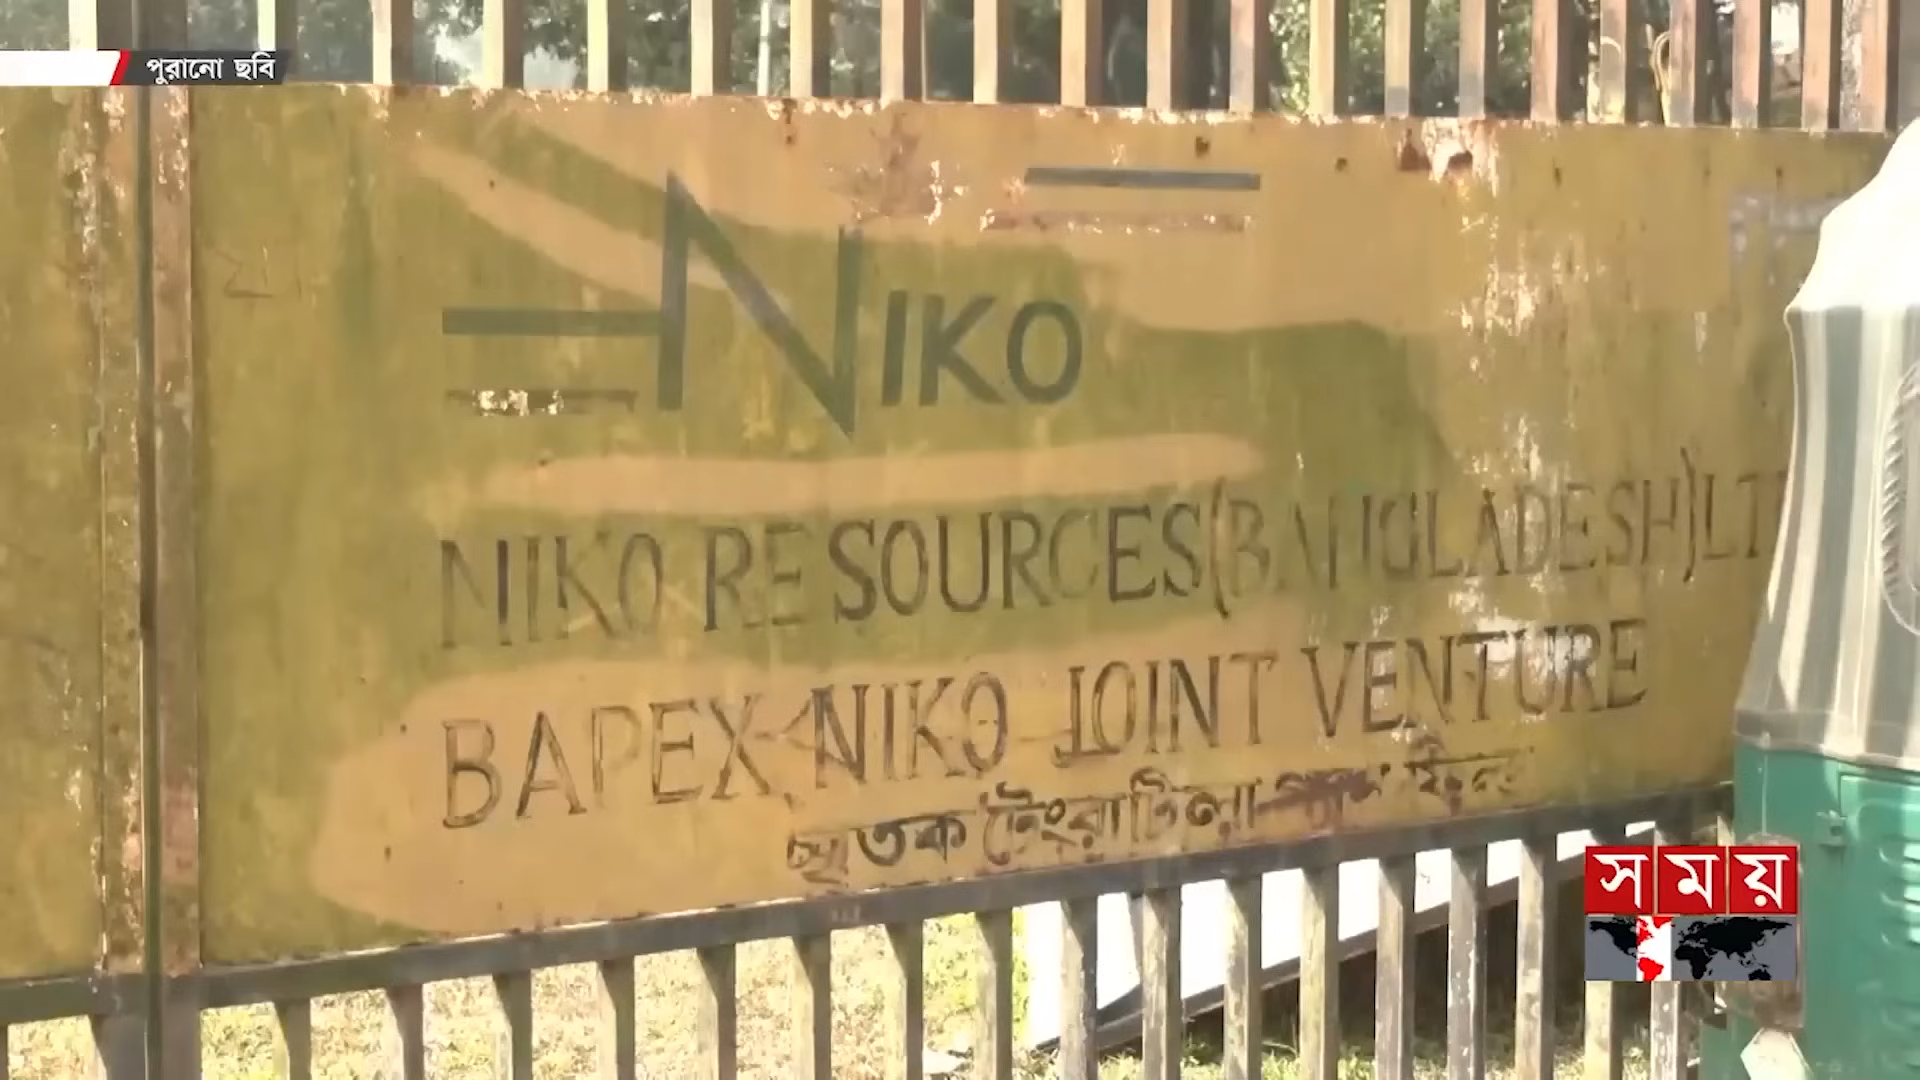 পুরানো ছবি
NIKO
NIKO RESOURCES(BANGLADESH)LT
BAPEX, NIKO JOINT VENTURE
ছাতক টেংরাটিলা গ্যাস ফিল্ড
সময়